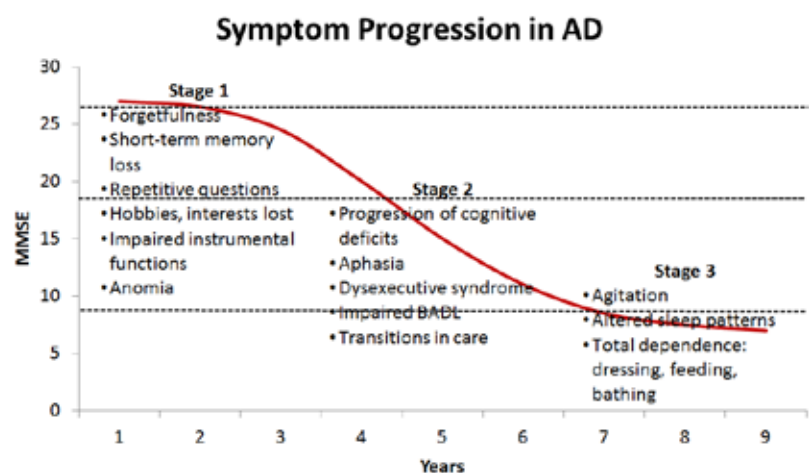 Symptom Progression in AD
30
25
20
15
10
5
0
MMSE
Stage 1
•Forgetfulness
•Short-term memory
loss
•Repetitive questions
•Hobbies, interests lost
•Impaired instrumental
functions
•Anomia
Stage 2
•Progression of cognitive
deficits
•Aphasia
•Dysexecutive syndrome
•Impaired BADL
•Transitions in care
Stage 3
•Agitation
•Altered sleep patterns
•Total dependence:
dressing, feeding,
bathing
1 2 3 4 5 6 7 8 9
Years